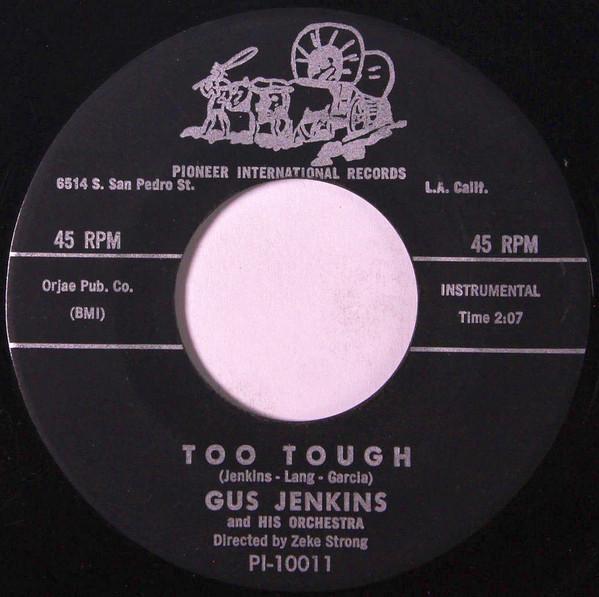 PIONEER INTERNATIONAL RECORDS
6514 S. San Pedro St. L.A. Calif.
45 RPM 45 RPM
Orjae Pub. Co. INSTRUMENTAL
(BMI) Time 2:07
TOO TOUGH
(Jenkins - Lang - Garcia)
GUS JENKINS
and HIS ORCHESTRA
Directed by Zeke Strong
PI-10011